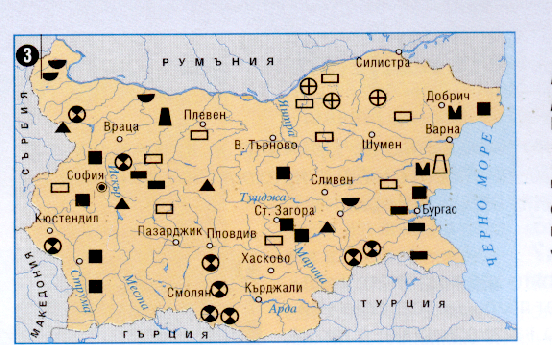 3
РУМЪНИЯ
Силистра
Добрич
Плевен
Янтра
Враца
Варна
В. Търново
Шумен
СЪРБИЯ
София
Искър
Сливен
Тунджа
ЧЕРНО МОРЕ
Кюстендил
Ст. Загора
Бургас
Пазарджик
Пловдив
Марица
Хасково
МАКЕДОНИЯ
Струма
Места
Смолян
Кърджали
Арда
ТУРЦИЯ
ГЪРЦИЯ